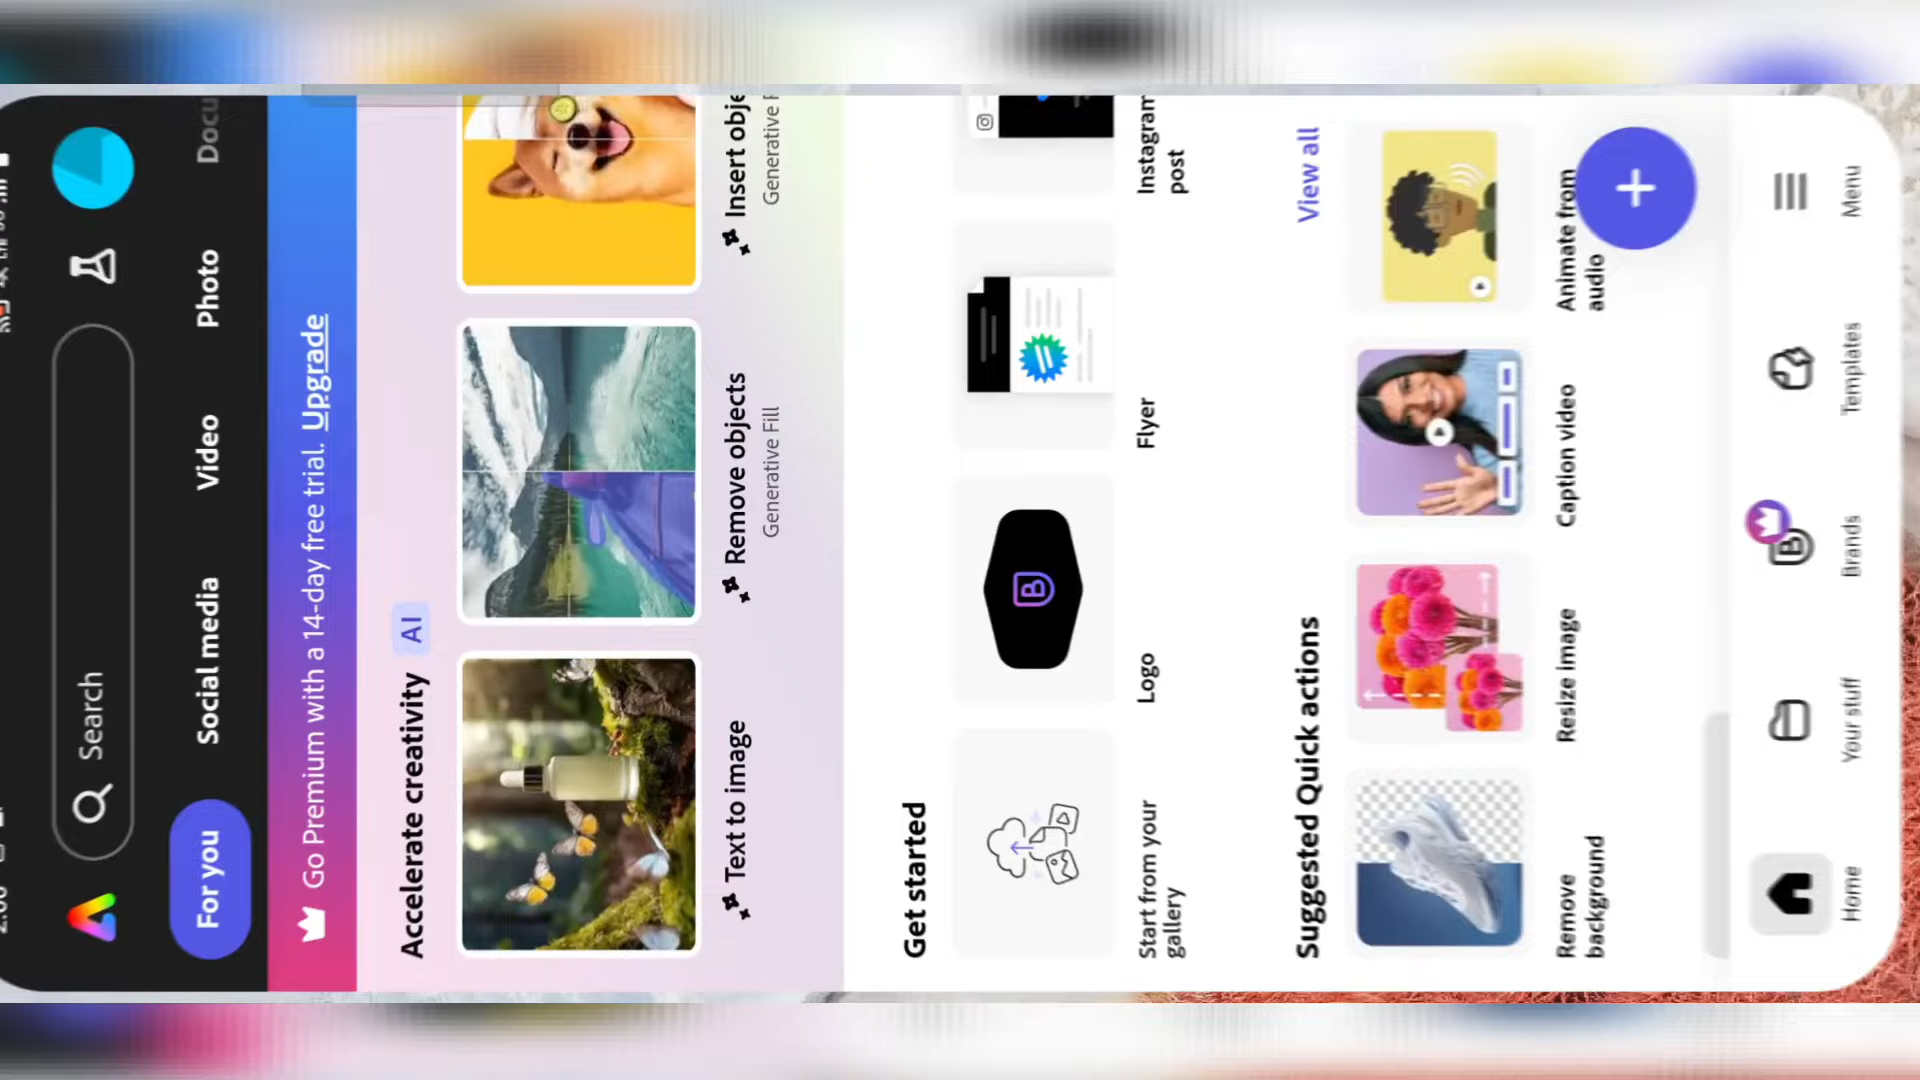 Search
For you
Social media
Video
Photo
Docu
Go Premium with a 14-day free trial. Upgrade
Accelerate creativity AI
Text to image
Remove objects
Generative Fill
Insert obje
Generative F
Get started
Start from your
gallery
Logo
Flyer
Instagram
post
Suggested Quick actions
View all
Remove
background
Resize image
Caption video
Animate from
audio
Home
Your stuff
Brands
Templates
Menu